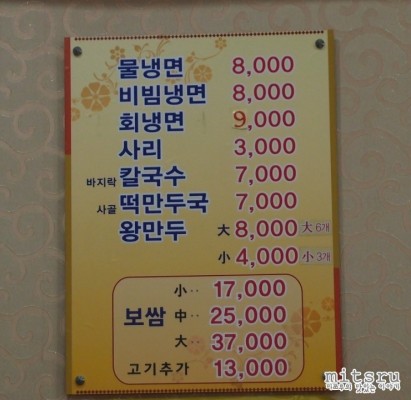 물냉면 8,000
비빔냉면 8,000
회냉면 9,000
사리 3,000
바지락 칼국수 7,000
사골 떡만두국 7,000
왕만두 大 8,000 大 6개
小 4,000 小 3개
小·· 17,000
보쌈 中·· 25,000
大·· 37,000
고기추가 13,000
mitsru